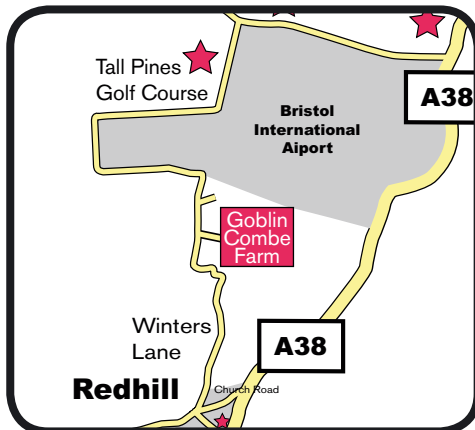 Tall Pines
Golf Course
A38
Bristol
International
Aiport
Goblin
Combe
Farm
Winters
Lane
A38
Redhill
Church Road